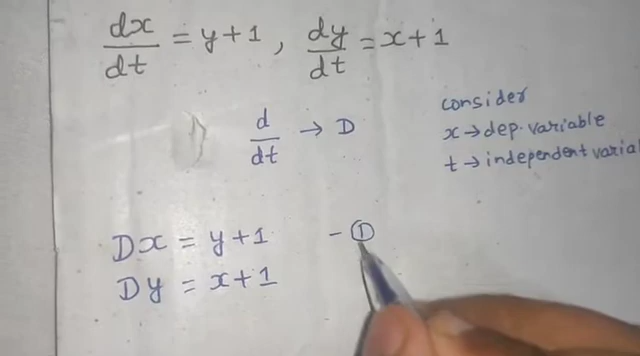 dx/dt = y+1, dy/dt = x+1
d/dt → D
consider
x → dep. variable
t → independent varia
Dx = y+1 - ①
Dy = x+1